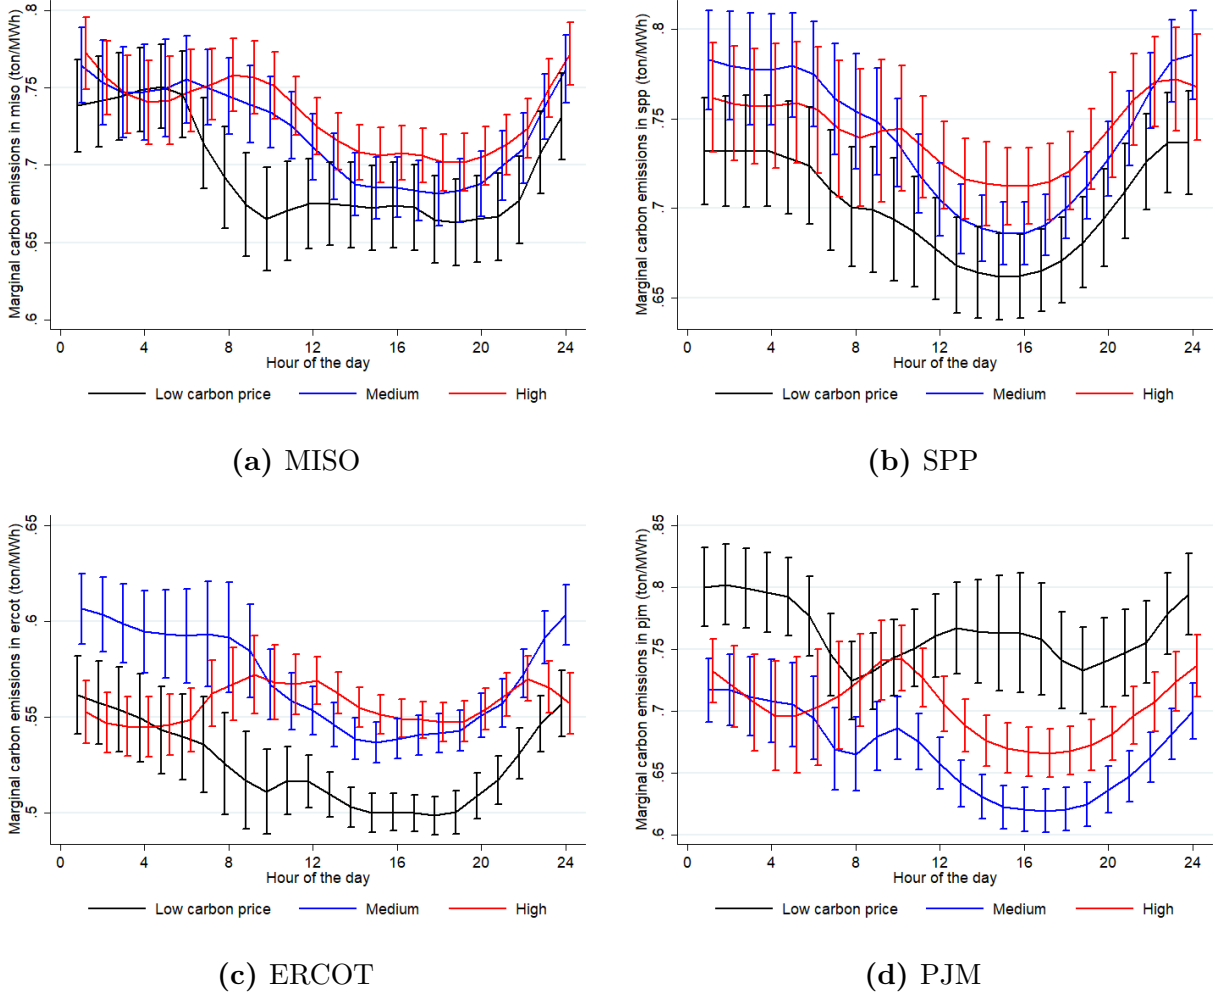 Marginal carbon emissions in miso (ton/MWh)
.8
.75
.7
.65
.6
0 4 8 12 16 20 24
Hour of the day
Low carbon price Medium High
(a) MISO
Marginal carbon emissions in spp (ton/MWh)
.8
.75
.7
.65
0 4 8 12 16 20 24
Hour of the day
Low carbon price Medium High
(b) SPP
Marginal carbon emissions in ercot (ton/MWh)
.65
.6
.55
.5
0 4 8 12 16 20 24
Hour of the day
Low carbon price Medium High
(c) ERCOT
Marginal carbon emissions in pjm (ton/MWh)
.85
.8
.75
.7
.65
.6
0 4 8 12 16 20 24
Hour of the day
Low carbon price Medium High
(d) PJM